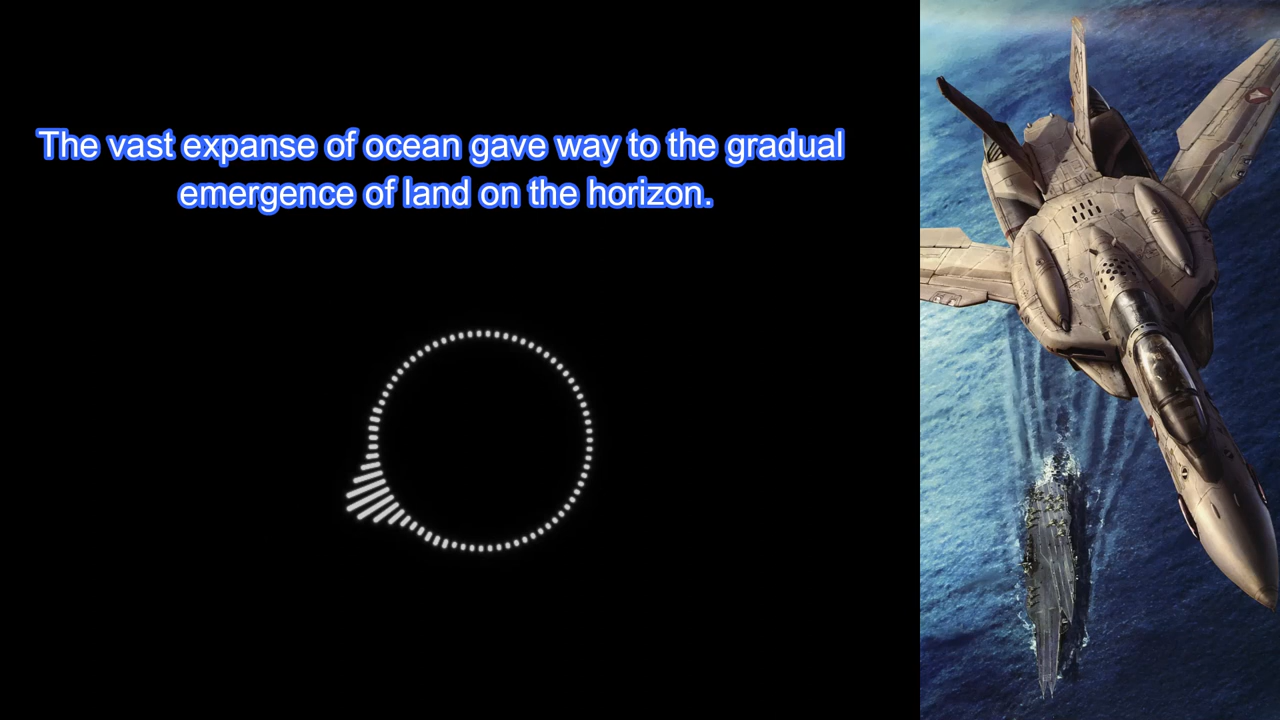 The vast expanse of ocean gave way to the gradual
emergence of land on the horizon.